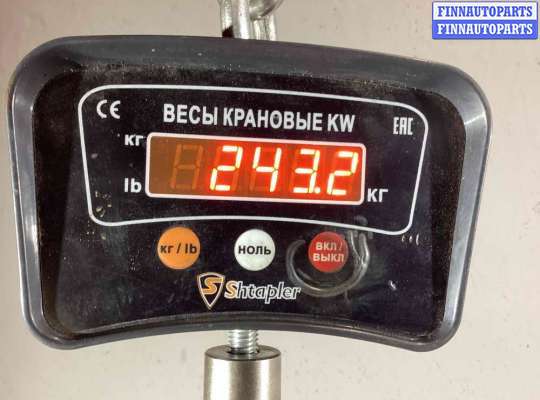 FINNAUTOPARTS
FINNAUTOPARTS
CE
ВЕСЫ КРАНОВЫЕ KW
EAC
кг
lb
243.2
КГ
кг / lb
НОЛЬ
ВКЛ /
ВЫКЛ
S Shtapler